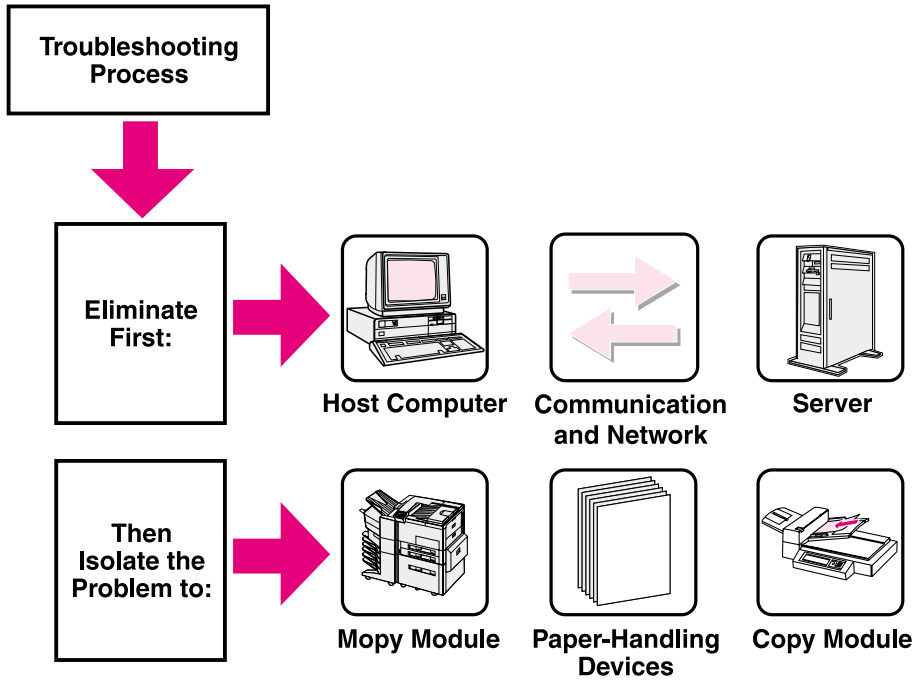 Troubleshooting
Process
Eliminate
First:
Host Computer
Communication
and Network
Server
Then
Isolate the
Problem to:
Mopy Module
Paper-Handling
Devices
Copy Module